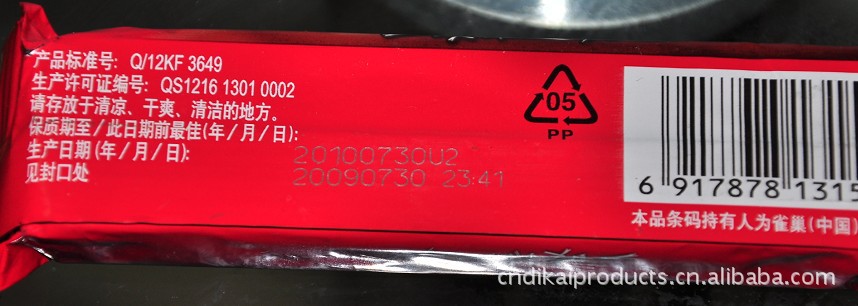 产品标准号: Q/12KF 3649
生产许可证编号: QS1216 1301 0002
请存放于清凉、干爽、清洁的地方。
保质期至/此日期前最佳(年/月/日):
20100730U2
生产日期(年/月/日):
20090730 23:41
见封口处
05
PP
6 917878 1315
本品条码持有人为雀巢(中国)
cndikaiproducts.cn.alibaba.com